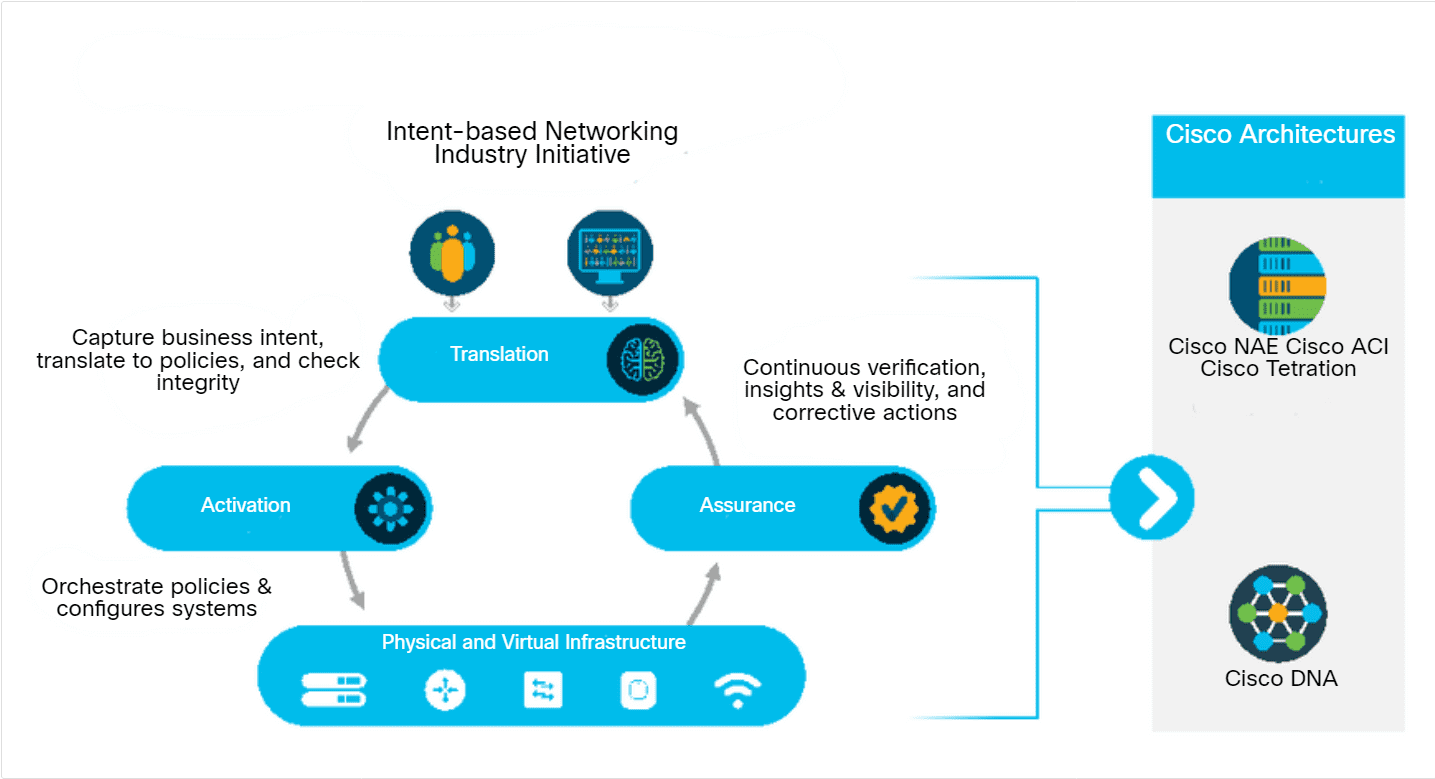 Intent-based Networking
Industry Initiative
Cisco Architectures
Translation
Capture business intent,
translate to policies, and check
integrity
Continuous verification,
insights & visibility, and
corrective actions
Cisco NAE Cisco ACI
Cisco Tetration
Activation
Assurance
Orchestrate policies &
configures systems
Physical and Virtual Infrastructure
Cisco DNA